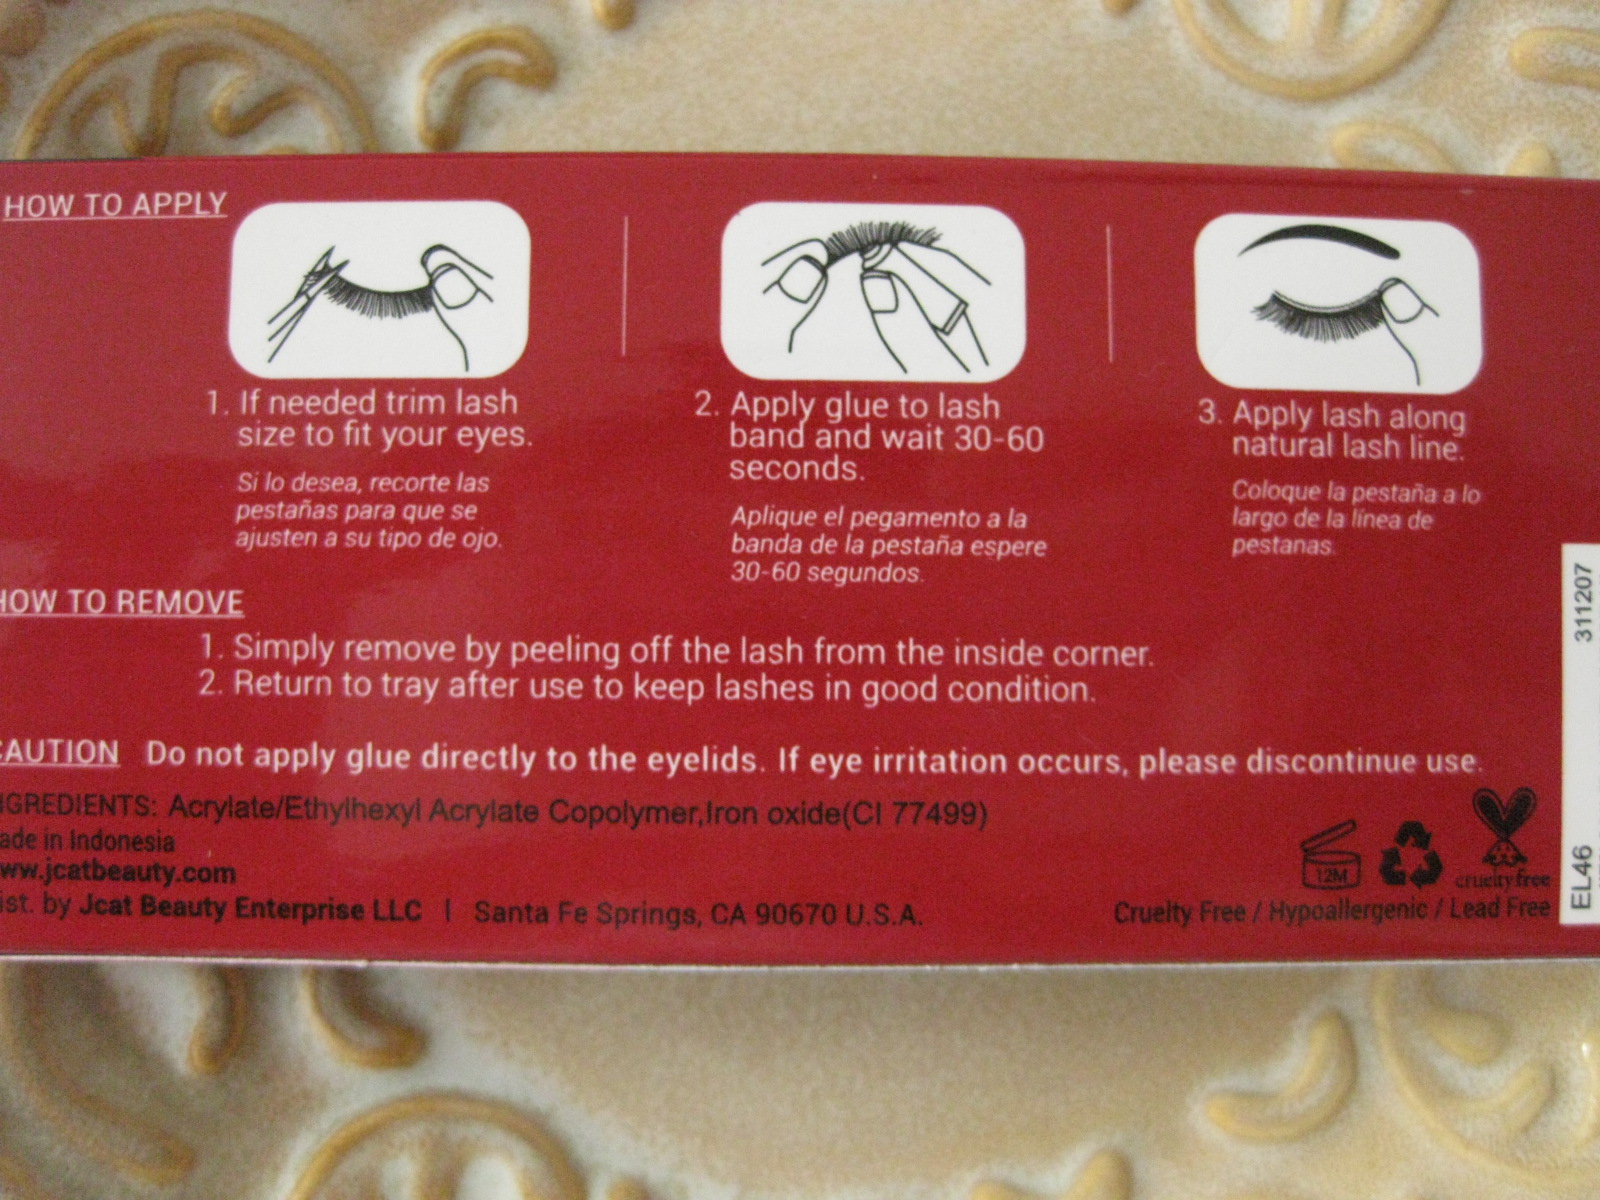 HOW TO APPLY
1. If needed trim lash
size to fit your eyes.
Si lo desea, recorte las
pestañas para que se
ajusten a su tipo de ojo.
2. Apply glue to lash
band and wait 30-60
seconds.
Aplique el pegamento a la
banda de la pestaña espere
30-60 segundos.
3. Apply lash along
natural lash line.
Coloque la pestaña a lo
largo de la línea de
pestanas.
HOW TO REMOVE
1. Simply remove by peeling off the lash from the inside corner.
2. Return to tray after use to keep lashes in good condition.
CAUTION Do not apply glue directly to the eyelids. If eye irritation occurs, please discontinue use.
NGREDIENTS: Acrylate/Ethylhexyl Acrylate Copolymer,Iron oxide(CI 77499)
ade in Indonesia
ww.jcatbeauty.com
ist. by Jcat Beauty Enterprise LLC | Santa Fe Springs, CA 90670 U.S.A.
12M
cruelty free
Cruelty Free / Hypoallergenic / Lead Free
311207
EL46